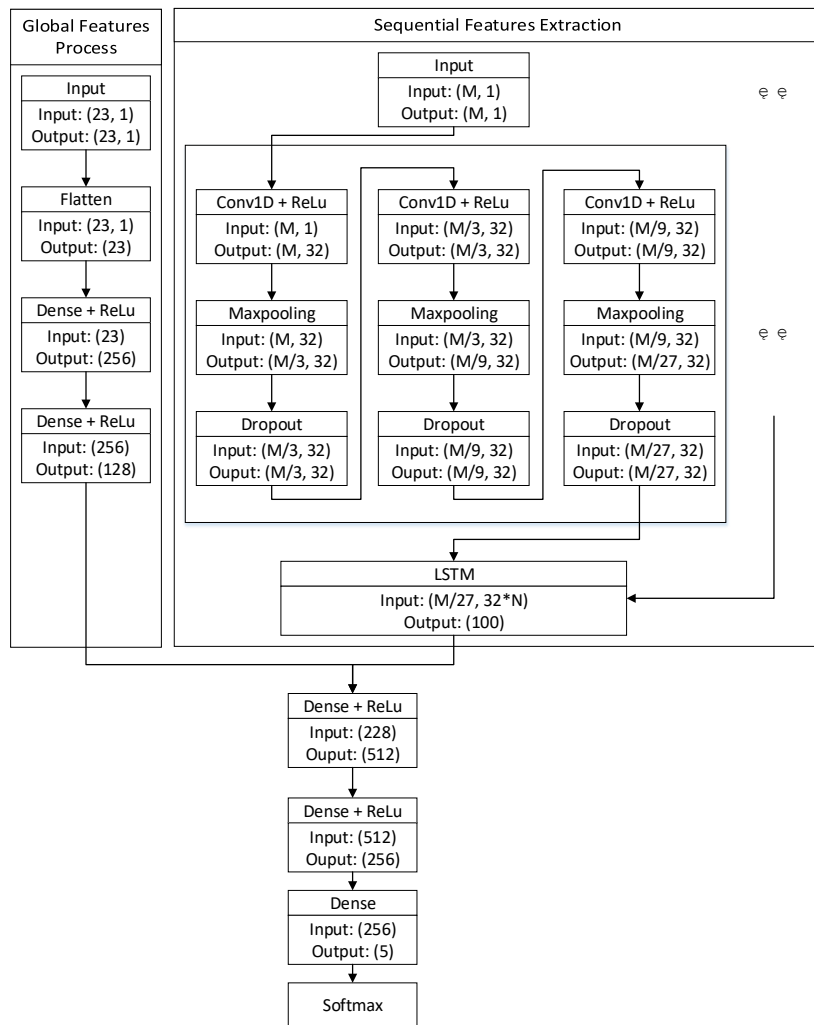 Global Features
Process
Input
Input: (23, 1)
Output: (23, 1)
Flatten
Input: (23, 1)
Output: (23)
Dense + ReLu
Input: (23)
Output: (256)
Dense + ReLu
Input: (256)
Output: (128)
Sequential Features Extraction
Input
Input: (M, 1)
Output: (M, 1)
Conv1D + ReLu
Input: (M, 1)
Output: (M, 32)
Maxpooling
Input: (M, 32)
Output: (M/3, 32)
Dropout
Input: (M/3, 32)
Ouput: (M/3, 32)
Conv1D + ReLu
Input: (M/3, 32)
Output: (M/3, 32)
Maxpooling
Input: (M/3, 32)
Output: (M/9, 32)
Dropout
Input: (M/9, 32)
Ouput: (M/9, 32)
Conv1D + ReLu
Input: (M/9, 32)
Output: (M/9, 32)
Maxpooling
Input: (M/9, 32)
Output: (M/27, 32)
Dropout
Input: (M/27, 32)
Ouput: (M/27, 32)
LSTM
Input: (M/27, 32*N)
Output: (100)
Dense + ReLu
Input: (228)
Ouput: (512)
Dense + ReLu
Input: (512)
Ouput: (256)
Dense
Input: (256)
Output: (5)
Softmax